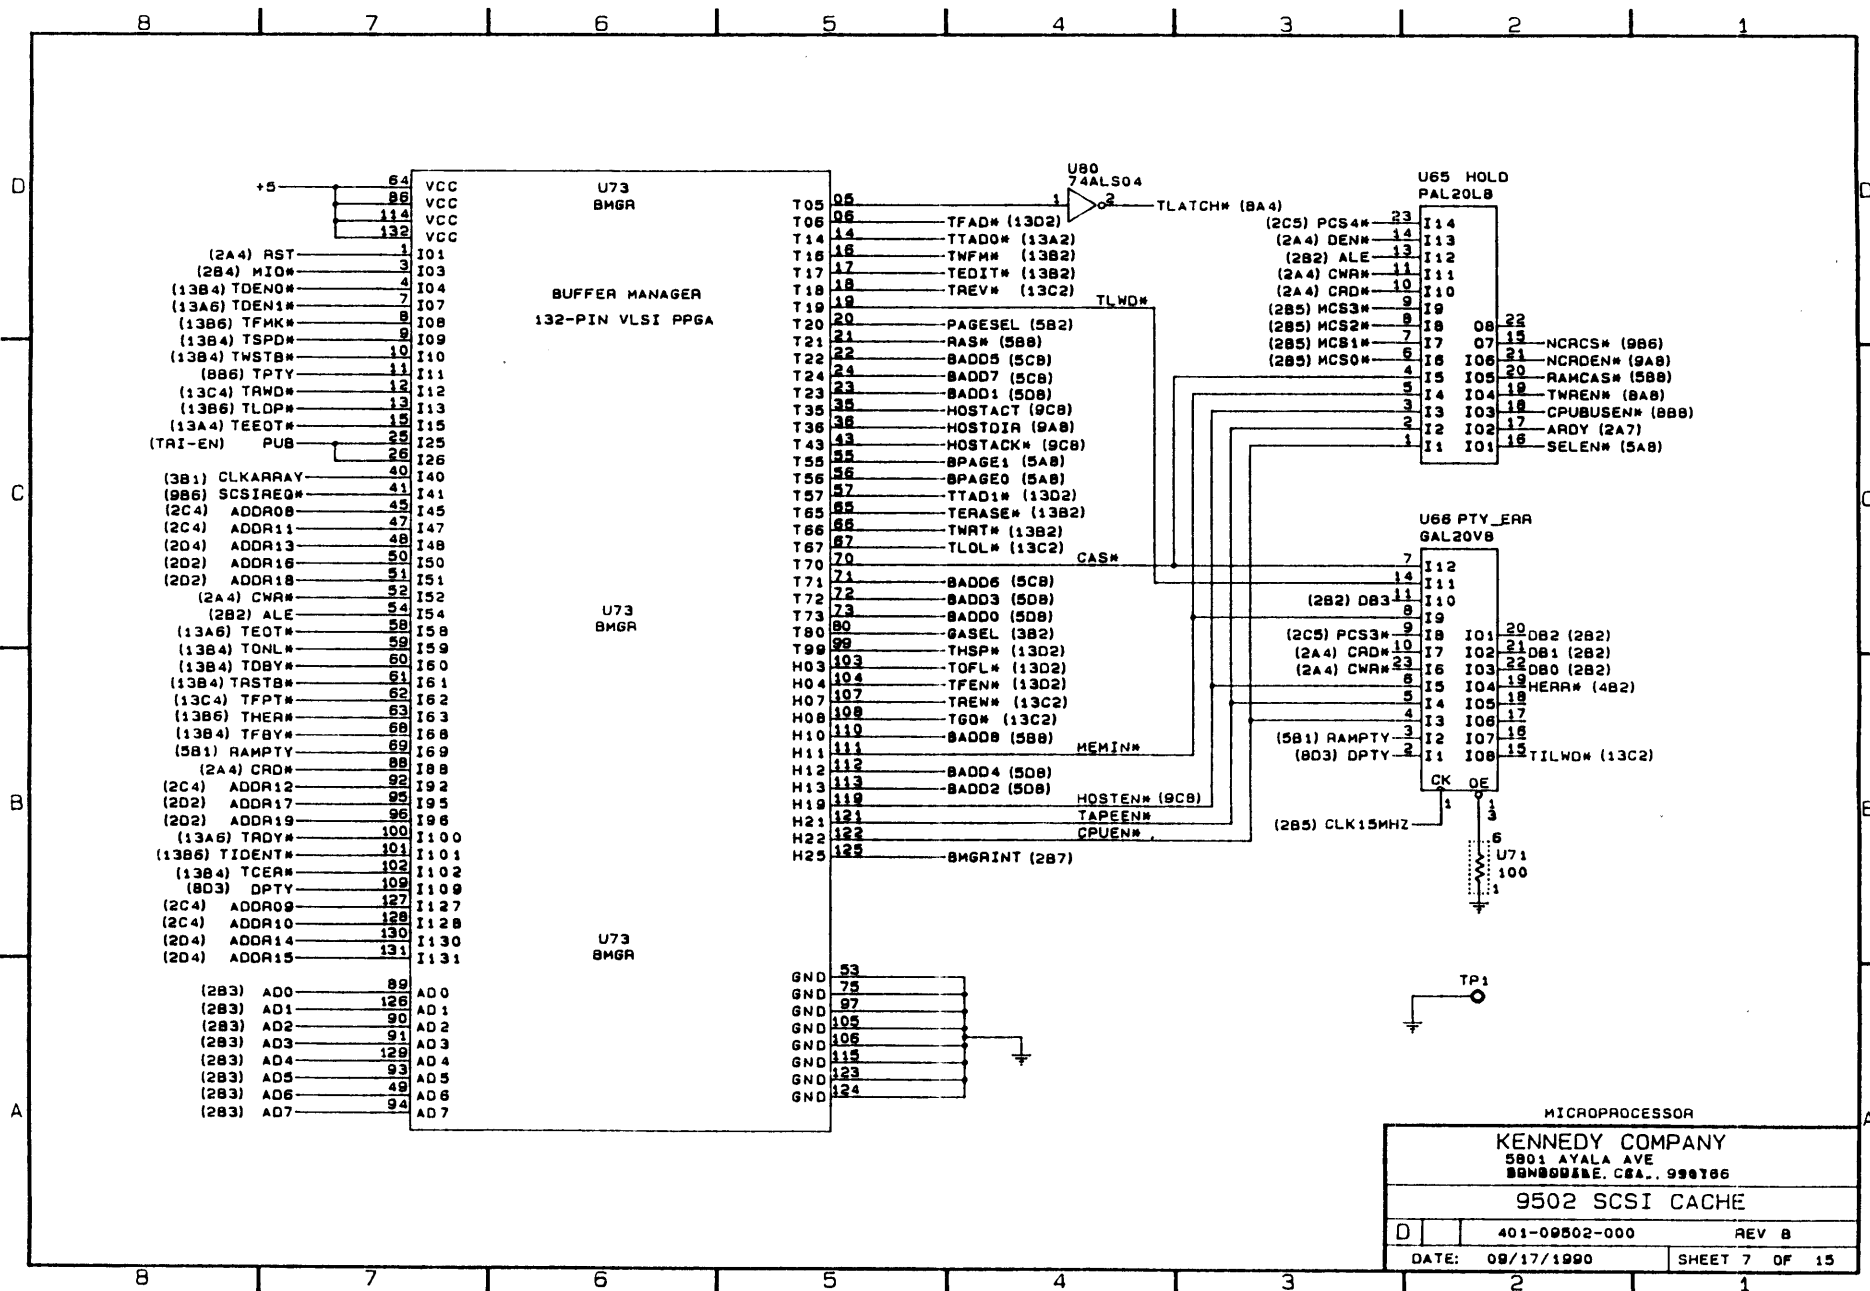 8 7 6 5 4 3 2 1
D
C
B
A
D
C
B
A
+5
64 VCC
86 VCC
114 VCC
132 VCC
(2A4) RST 1 I01
(2B4) MIO* 3 I03
(13B4) TDEN0* 4 I04
(13A6) TDEN1* 7 I07
(13B6) TFMK* 8 I08
(13B4) TSPD* 9 I09
(13B4) TWSTB* 10 I10
(8B6) TPTY 11 I11
(13C4) TRWD* 12 I12
(13B6) TLDP* 13 I13
(13A4) TEEOT* 15 I15
(TRI-EN) PUB 25 I25
26 I26
(3B1) CLKARRAY 40 I40
(9B6) SCSIREQ* 41 I41
(2C4) ADDR08 45 I45
(2C4) ADDR11 47 I47
(2D4) ADDR13 48 I48
(2D2) ADDR16 50 I50
(2D2) ADDR18 51 I51
(2A4) CWR* 52 I52
(2B2) ALE 54 I54
(13A6) TEOT* 58 I58
(13B4) TONL* 59 I59
(13B4) TDBY* 60 I60
(13B4) TRSTB* 61 I61
(13C4) TFPT* 62 I62
(13B6) THER* 63 I63
(13B4) TFBY* 68 I68
(5B1) RAMPTY 69 I69
(2A4) CRD* 88 I88
(2C4) ADDR12 92 I92
(2D2) ADDR17 95 I95
(2D2) ADDR19 96 I96
(13A6) TRDY* 100 I100
(13B6) TIDENT* 101 I101
(13B4) TCER* 102 I102
(8D3) DPTY 109 I109
(2C4) ADDR09 127 I127
(2C4) ADDR10 128 I128
(2D4) ADDR14 130 I130
(2D4) ADDR15 131 I131
(2B3) AD0 89 AD0
(2B3) AD1 126 AD1
(2B3) AD2 90 AD2
(2B3) AD3 91 AD3
(2B3) AD4 129 AD4
(2B3) AD5 93 AD5
(2B3) AD6 49 AD6
(2B3) AD7 94 AD7
U73
BMGR
BUFFER MANAGER
132-PIN VLSI PPGA
U73
BMGR
U73
BMGR
T05 05
T06 06 TFAD* (13D2)
T14 14 TTAD0* (13A2)
T16 16 TWFM* (13B2)
T17 17 TEDIT* (13B2)
T18 18 TREV* (13C2)
T19 19 TLWD*
T20 20 PAGESEL (5B2)
T21 21 RAS* (5B8)
T22 22 BADD5 (5C8)
T24 24 BADD7 (5C8)
T23 23 BADD1 (5D8)
T35 35 HOSTACT (9C8)
T36 36 HOSTDIR (9A8)
T43 43 HOSTACK* (9C8)
T55 55 BPAGE1 (5A8)
T56 56 BPAGE0 (5A8)
T57 57 TTAD1* (13D2)
T65 65 TERASE* (13B2)
T66 66 TWRT* (13B2)
T67 67 TLOL* (13C2)
T70 70 CAS*
T71 71 BADD6 (5C8)
T72 72 BADD3 (5D8)
T73 73 BADD0 (5D8)
T80 80 GASEL (3B2)
T99 99 THSP* (13D2)
H03 103 TOFL* (13D2)
H04 104 TFEN* (13D2)
H07 107 TREW* (13C2)
H08 108 TGO* (13C2)
H10 110 BADD8 (5B8)
H11 111 MEMIN*
H12 112 BADD4 (5D8)
H13 113 BADD2 (5D8)
H19 119 HOSTEN* (9C8)
H21 121 TAPEEN*
H22 122 CPUEN*
H25 125 BMGRINT (2B7)
GND 53
GND 75
GND 97
GND 105
GND 106
GND 115
GND 123
GND 124
U80
74ALS04
1 2 TLATCH* (8A4)
U65 HOLD
PAL20L8
(2C5) PCS4* 23 I14
(2A4) DEN* 14 I13
(2B2) ALE 13 I12
(2A4) CWR* 11 I11
(2A4) CRD* 10 I10
(2B5) MCS3* 9 I9
(2B5) MCS2* 8 I8 O8 22
(2B5) MCS1* 7 I7 O7 15 NCRCS* (9B6)
(2B5) MCS0* 6 I6 IO6 21 NCRDEN* (9A8)
4 I5 IO5 20 RAMCAS* (5B8)
5 I4 IO4 19 TWREN* (8A8)
3 I3 IO3 18 CPUBUSEN* (8B8)
2 I2 IO2 17 ARDY (2A7)
1 I1 IO1 16 SELEN* (5A8)
U66 PTY_ERR
GAL20V8
7 I12
14 I11
(2B2) DB3 11 I10
8 I9
(2C5) PCS3* 9 I8 IO1 20 DB2 (2B2)
(2A4) CRD* 10 I7 IO2 21 DB1 (2B2)
(2A4) CWR* 23 I6 IO3 22 DB0 (2B2)
6 I5 IO4 19 HERR* (4B2)
5 I4 IO5 18
4 I3 IO6 17
(5B1) RAMPTY 3 I2 IO7 16
(8D3) DPTY 2 I1 IO8 15 TILWD* (13C2)
CK OE
1 1
3
(2B5) CLK15MHZ
6
U71
100
1
TP1
MICROPROCESSOR
KENNEDY COMPANY
5801 AYALA AVE
9502 SCSI CACHE
D 401-09502-000 REV B
DATE: 09/17/1990 SHEET 7 OF 15
8 7 6 5 4 3 2 1